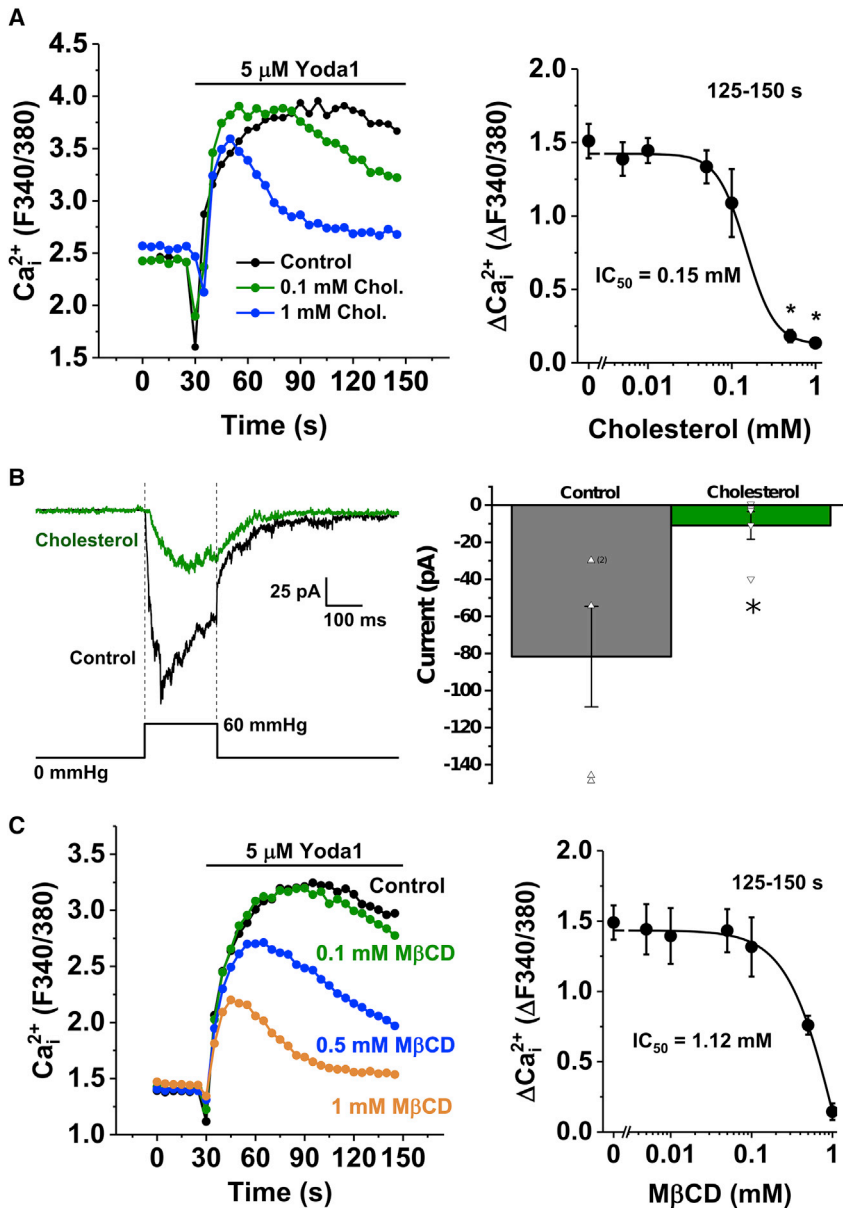 A
4.5
4.0
3.5
3.0
2.5
2.0
1.5
Ca²⁺ᵢ (F340/380)
5 μM Yoda1
Control
0.1 mM Chol.
1 mM Chol.
0 30 60 90 120 150
Time (s)
2.0
1.5
1.0
0.5
0.0
ΔCa²⁺ᵢ (ΔF340/380)
125-150 s
IC₅₀ = 0.15 mM
* *
0 0.01 0.1 1
Cholesterol (mM)
B
Cholesterol
Control
25 pA
100 ms
60 mmHg
0 mmHg
Control Cholesterol
0
-20
-40
-60
-80
-100
-120
-140
Current (pA)
(2)
*
C
3.5
3.0
2.5
2.0
1.5
1.0
Ca²⁺ᵢ (F340/380)
5 μM Yoda1
Control
0.1 mM MβCD
0.5 mM MβCD
1 mM MβCD
0 30 60 90 120 150
Time (s)
2.0
1.5
1.0
0.5
0.0
ΔCa²⁺ᵢ (ΔF340/380)
125-150 s
IC₅₀ = 1.12 mM
0 0.01 0.1 1
MβCD (mM)